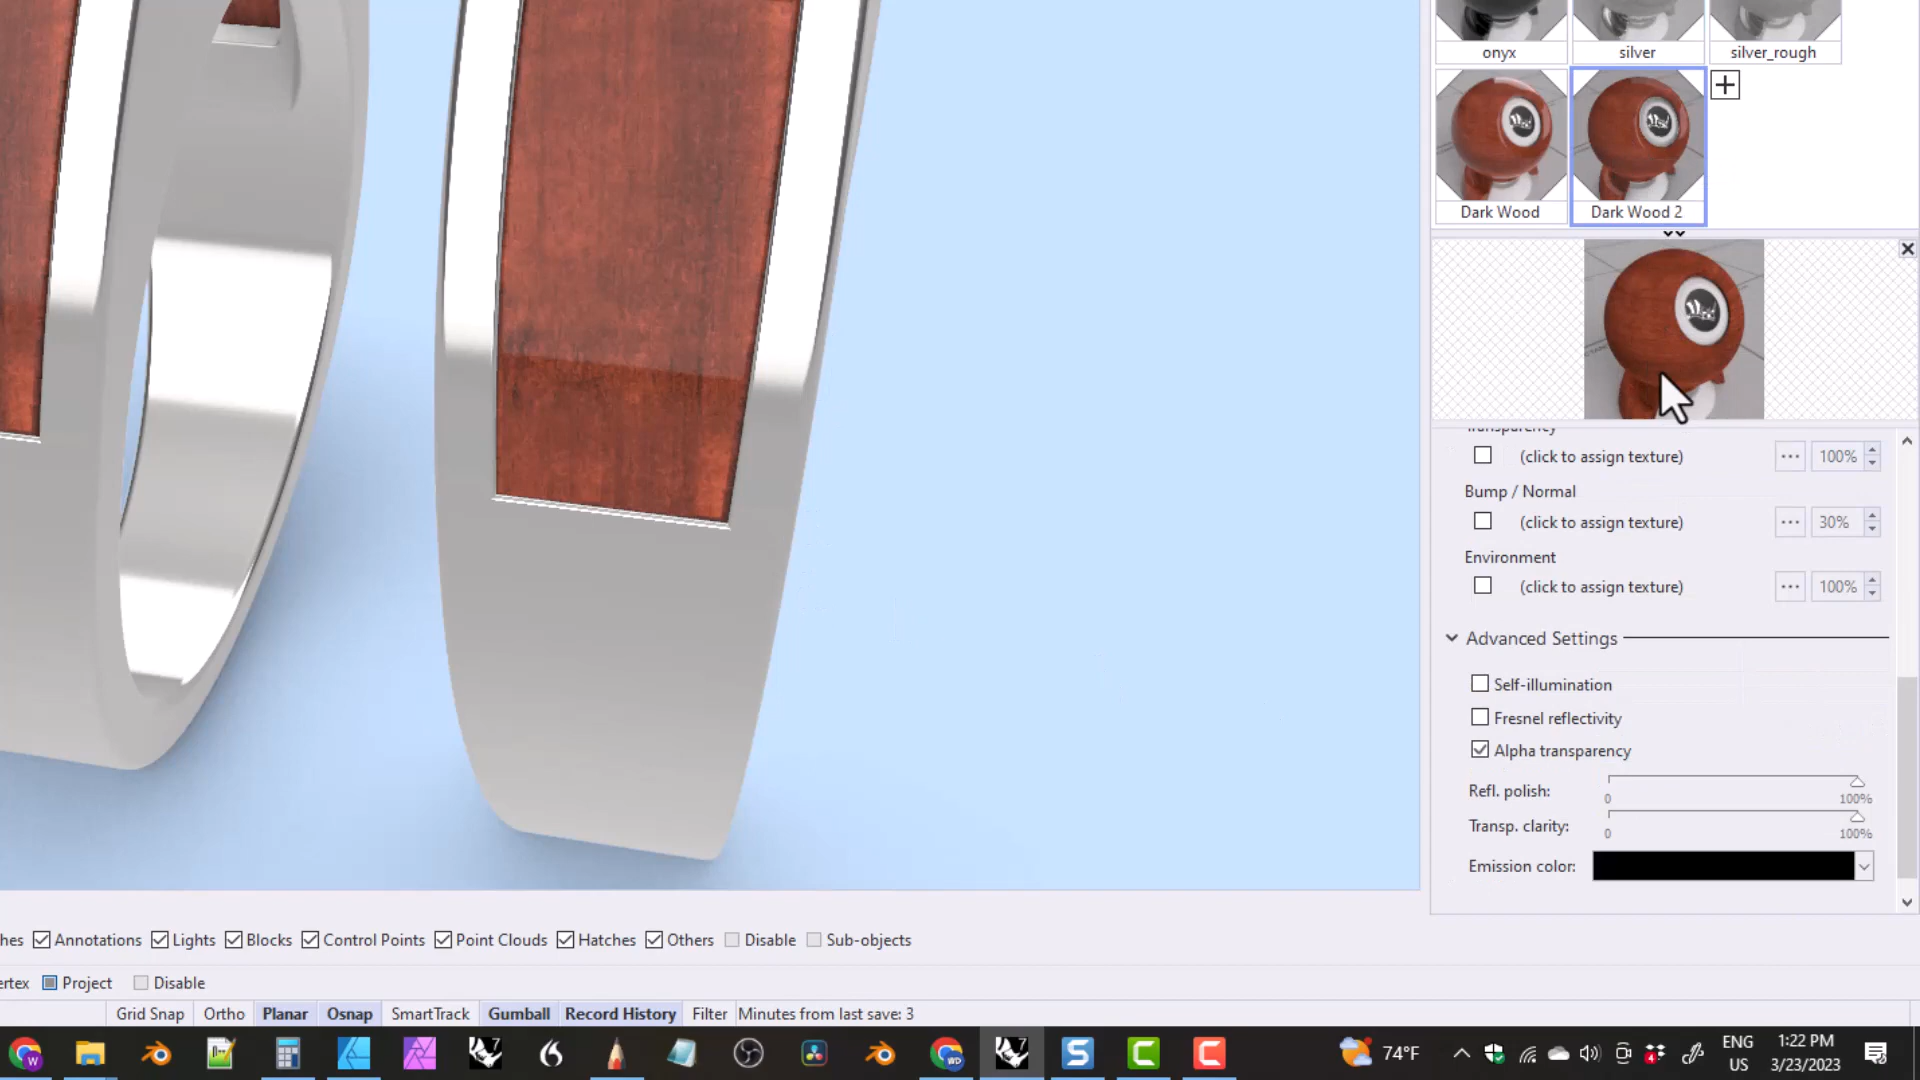 onyx silver silver_rough
Dark Wood Dark Wood 2
Transparency
(click to assign texture) ... 100%
Bump / Normal
(click to assign texture) ... 30%
Environment
(click to assign texture) ... 100%
Advanced Settings
Self-illumination
Fresnel reflectivity
Alpha transparency
Refl. polish:
0 100%
Transp. clarity:
0 100%
Emission color:
hes Annotations Lights Blocks Control Points Point Clouds Hatches Others Disable Sub-objects
ertex Project Disable
Grid Snap Ortho Planar Osnap SmartTrack Gumball Record History Filter Minutes from last save: 3
74°F ENG 1:22 PM
US 3/23/2023